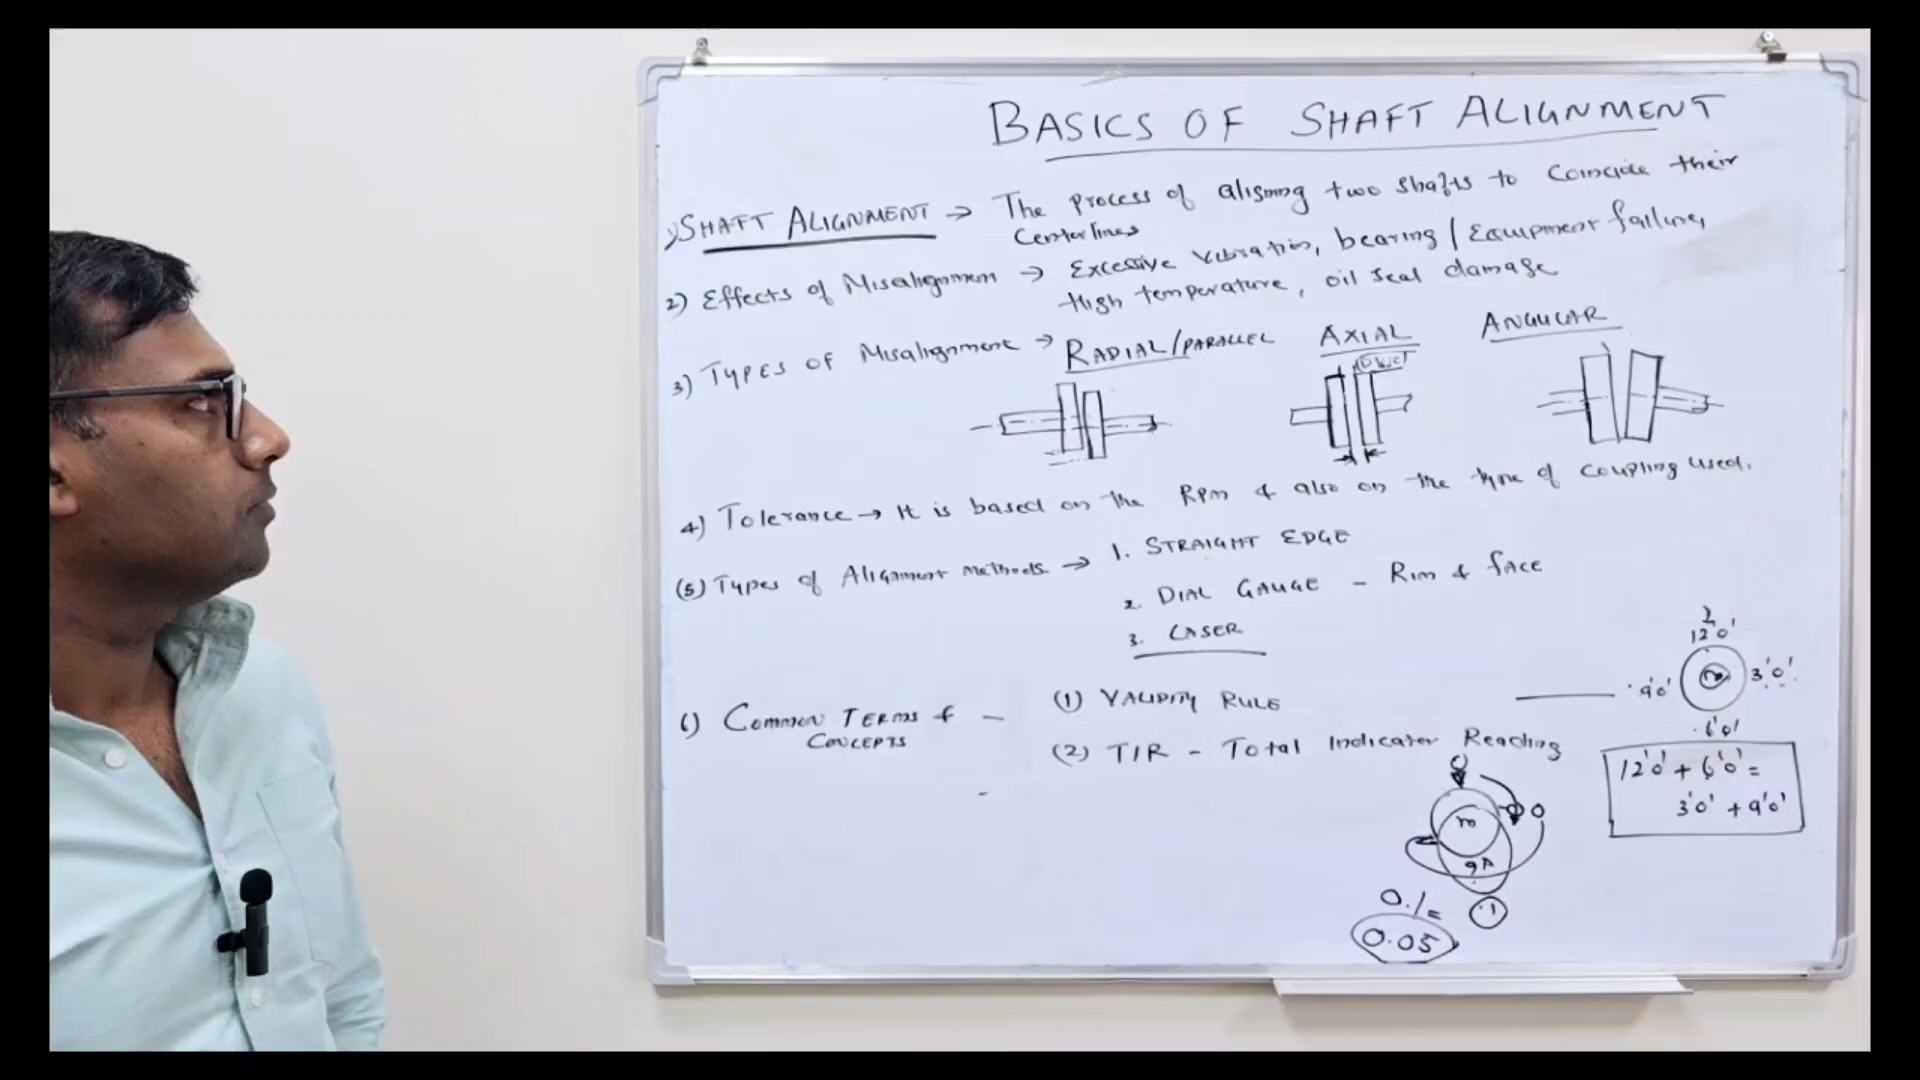 BASICS OF SHAFT ALIGNMENT
1) SHAFT ALIGNMENT → The process of aligning two shafts to coincide their
Centerlines
2) Effects of Misalignment → Excessive vibration, bearing / Equipment failure,
High temperature, oil seal damage
3) TYPES OF Misalignment → RADIAL/PARALLEL AXIAL ANGULAR
4) Tolerance → It is based on the RPM & also on the type of coupling used.
(5) Types of Alignment methods → 1. STRAIGHT EDGE
2. DIAL GAUGE - RIM & FACE
3. LASER
12'0'
9'0' 3'0'
6'0'
6) COMMON TERMS & CONCEPTS - (1) VALIDITY RULE
(2) TIR - Total Indicator Reading
12'0' + 6'0' =
3'0' + 9'0'
0
0
m
0.1 =
.1
0.05